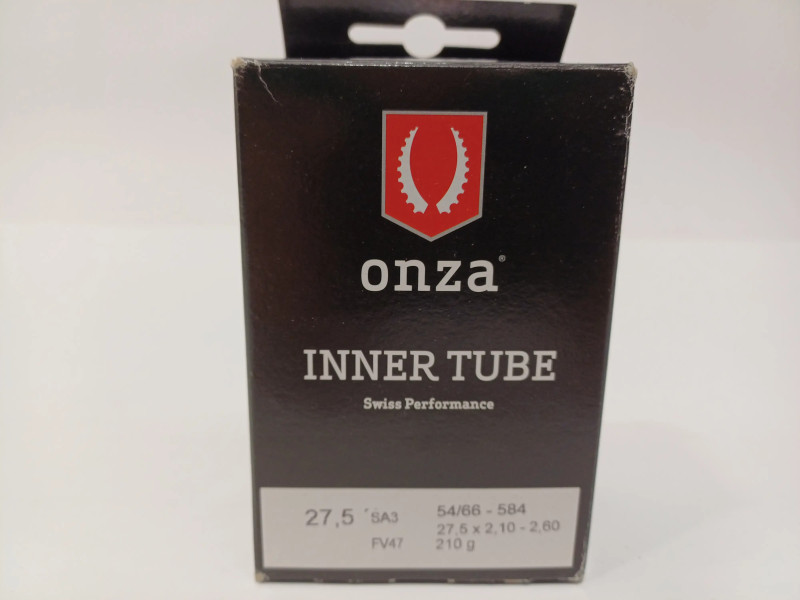 onza®
INNER TUBE
Swiss Performance
27,5 ´ SA3 54/66 - 584
27,5 x 2,10 - 2,60
FV47 210 g